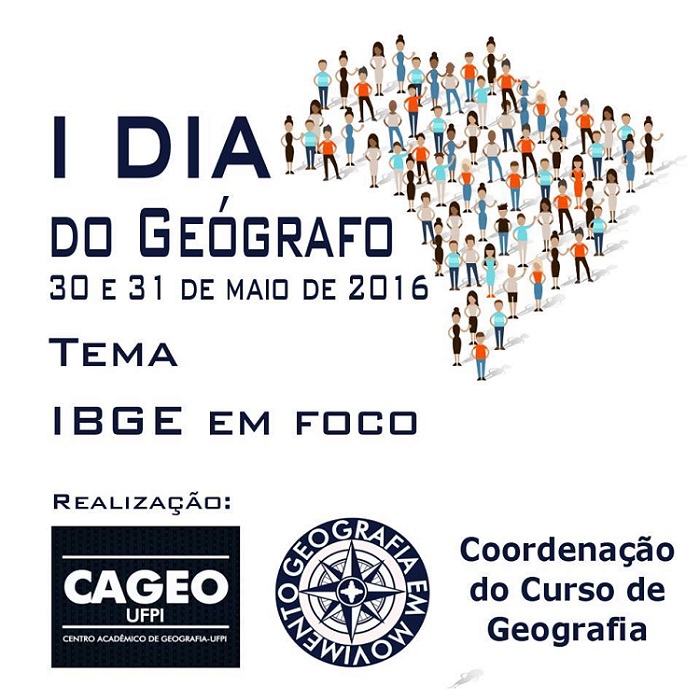 I DIA
DO GEÓGRAFO
30 E 31 DE MAIO DE 2016
TEMA
IBGE EM FOCO
REALIZAÇÃO:
CAGEO
UFPI
CENTRO ACADÊMICO DE GEOGRAFIA-UFPI
GEOGRAFIA EM MOVIMENTO
Coordenação
do Curso de
Geografia